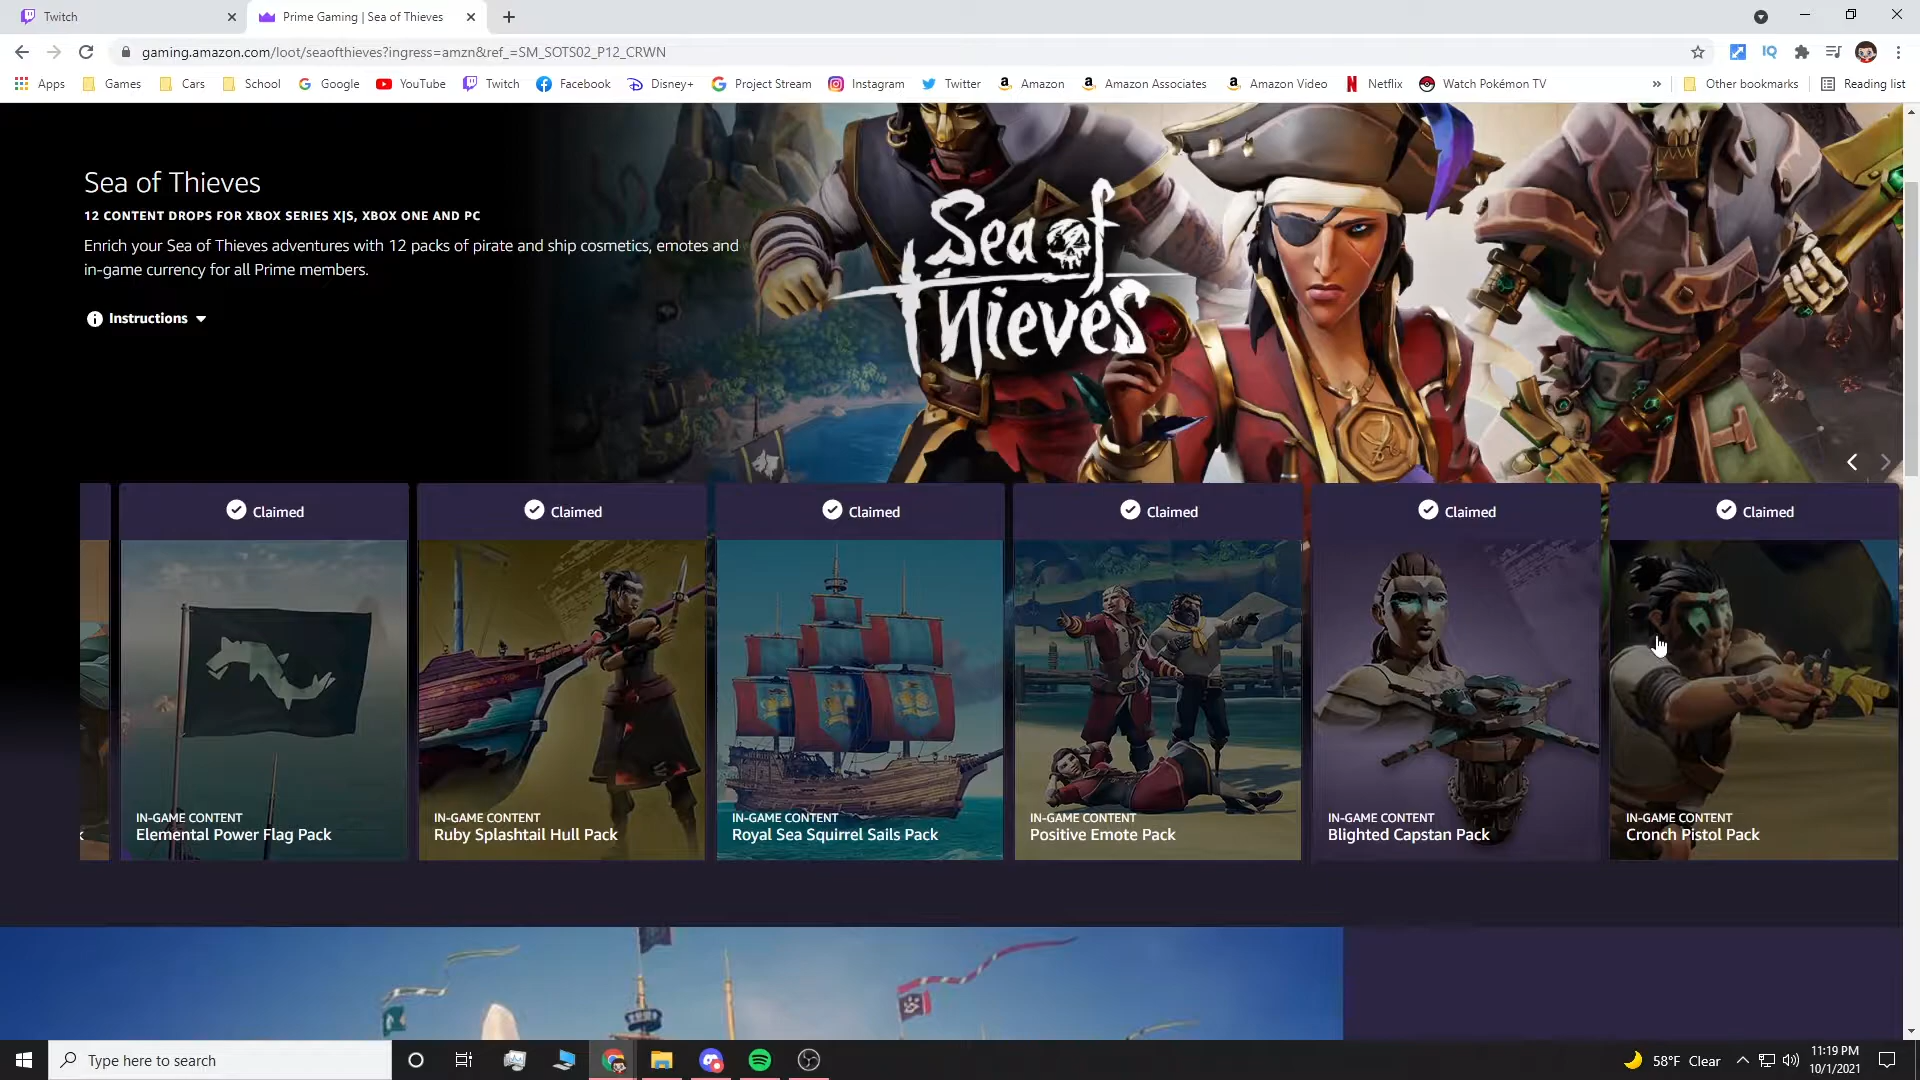 Twitch
Prime Gaming | Sea of Thieves
gaming.amazon.com/loot/seaofthieves?ingress=amzn&ref_=SM_SOTS02_P12_CRWN
IQ
Apps Games Cars School Google YouTube Twitch Facebook Disney+ Project Stream Instagram Twitter Amazon Amazon Associates Amazon Video Netflix Watch Pokémon TV » Other bookmarks Reading list
Sea of Thieves
12 CONTENT DROPS FOR XBOX SERIES X|S, XBOX ONE AND PC
Enrich your Sea of Thieves adventures with 12 packs of pirate and ship cosmetics, emotes and
in-game currency for all Prime members.
Instructions
Sea of
Thieves
Claimed Claimed Claimed Claimed Claimed Claimed
IN-GAME CONTENT
Elemental Power Flag Pack
IN-GAME CONTENT
Ruby Splashtail Hull Pack
IN-GAME CONTENT
Royal Sea Squirrel Sails Pack
IN-GAME CONTENT
Positive Emote Pack
IN-GAME CONTENT
Blighted Capstan Pack
IN-GAME CONTENT
Cronch Pistol Pack
Type here to search
58°F Clear
11:19 PM
10/1/2021